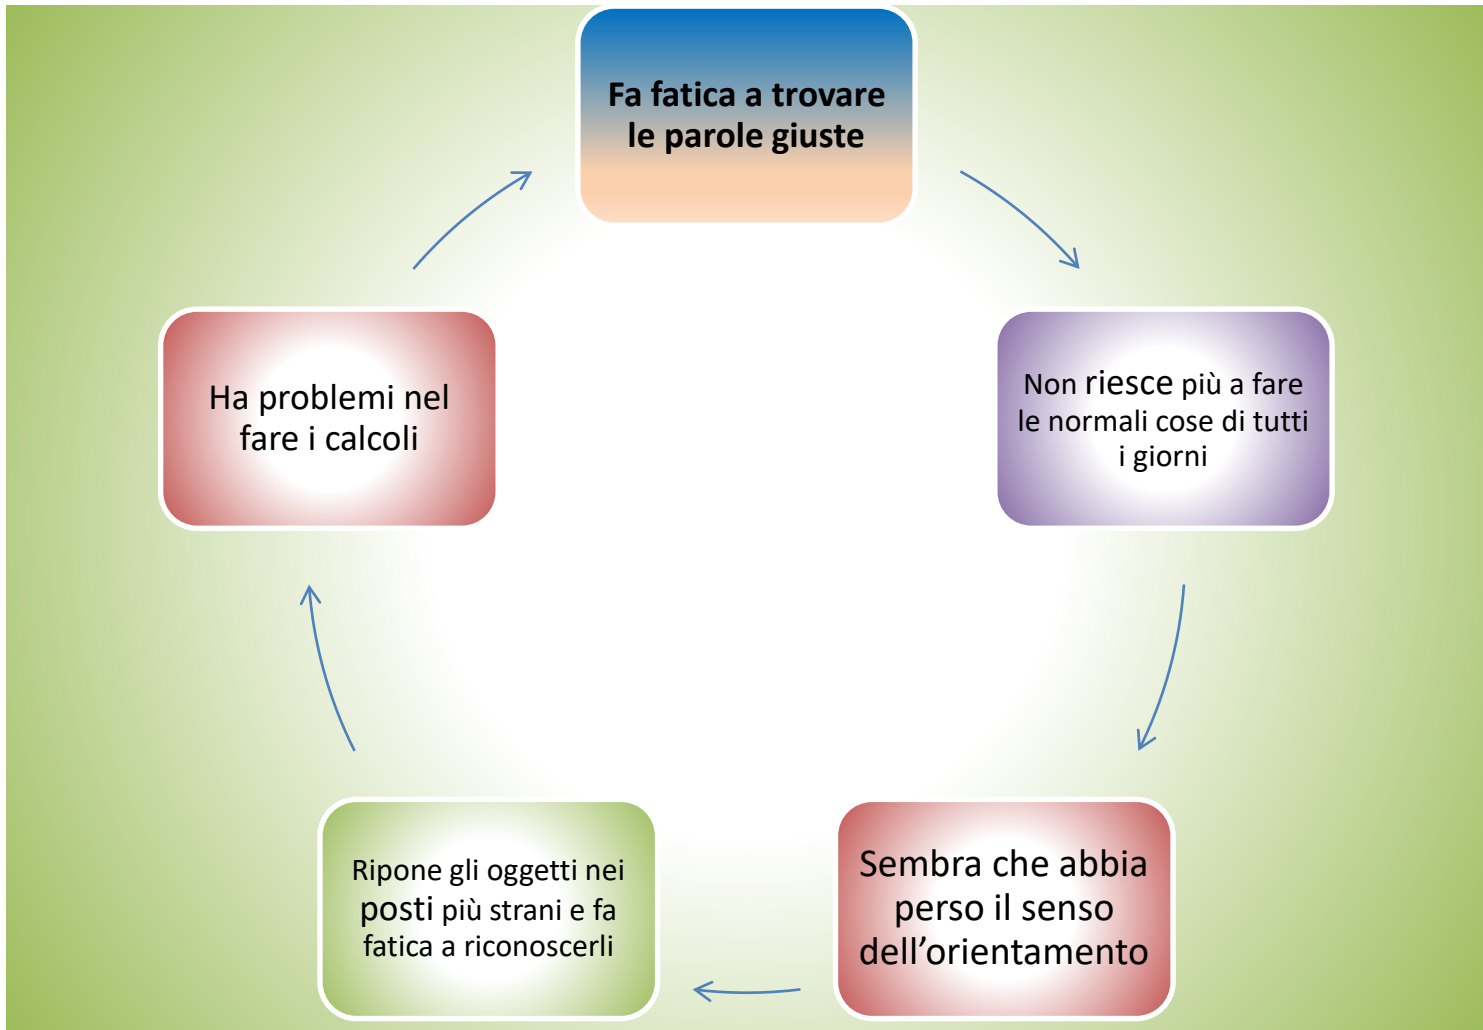 Fa fatica a trovare
le parole giuste
Non riesce più a fare
le normali cose di tutti
i giorni
Sembra che abbia
perso il senso
dell’orientamento
Ripone gli oggetti nei
posti più strani e fa
fatica a riconoscerli
Ha problemi nel
fare i calcoli